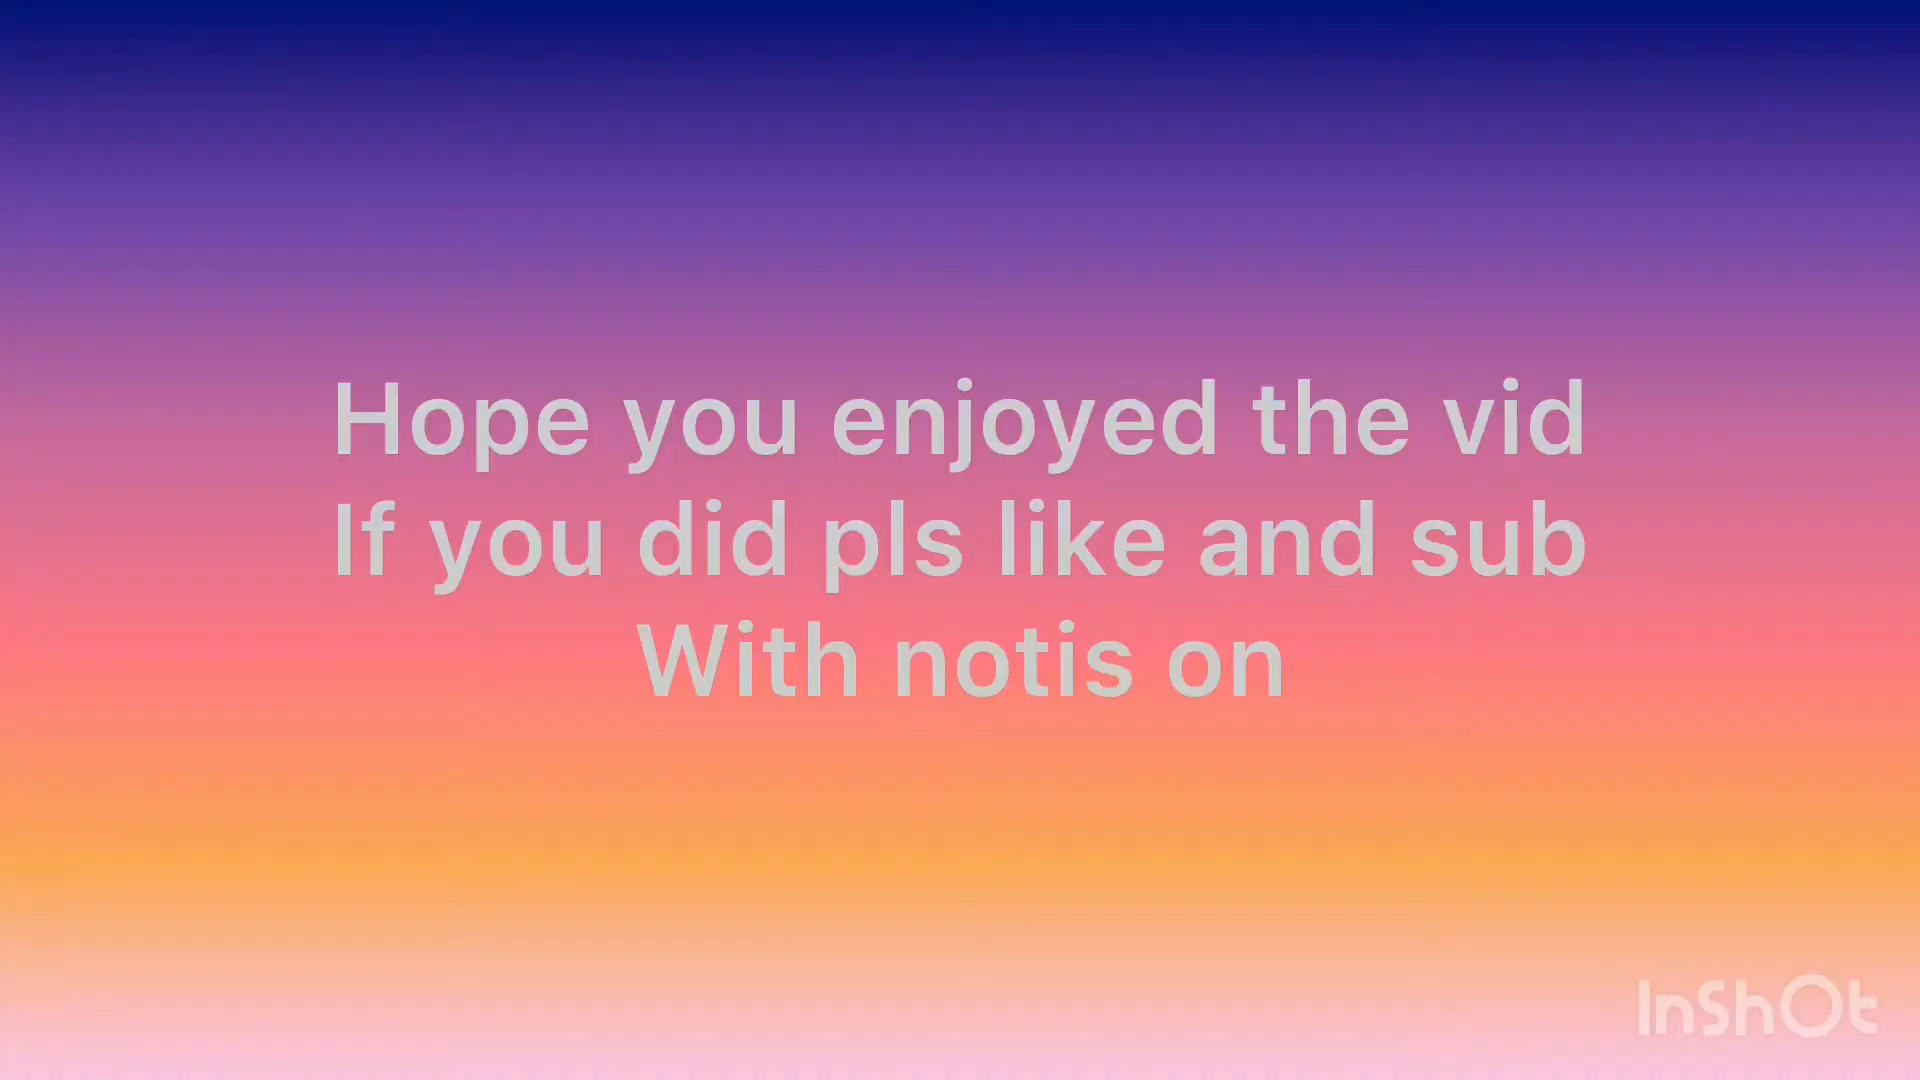 Hope you enjoyed the vid
If you did pls like and sub
With notis on
InShOt